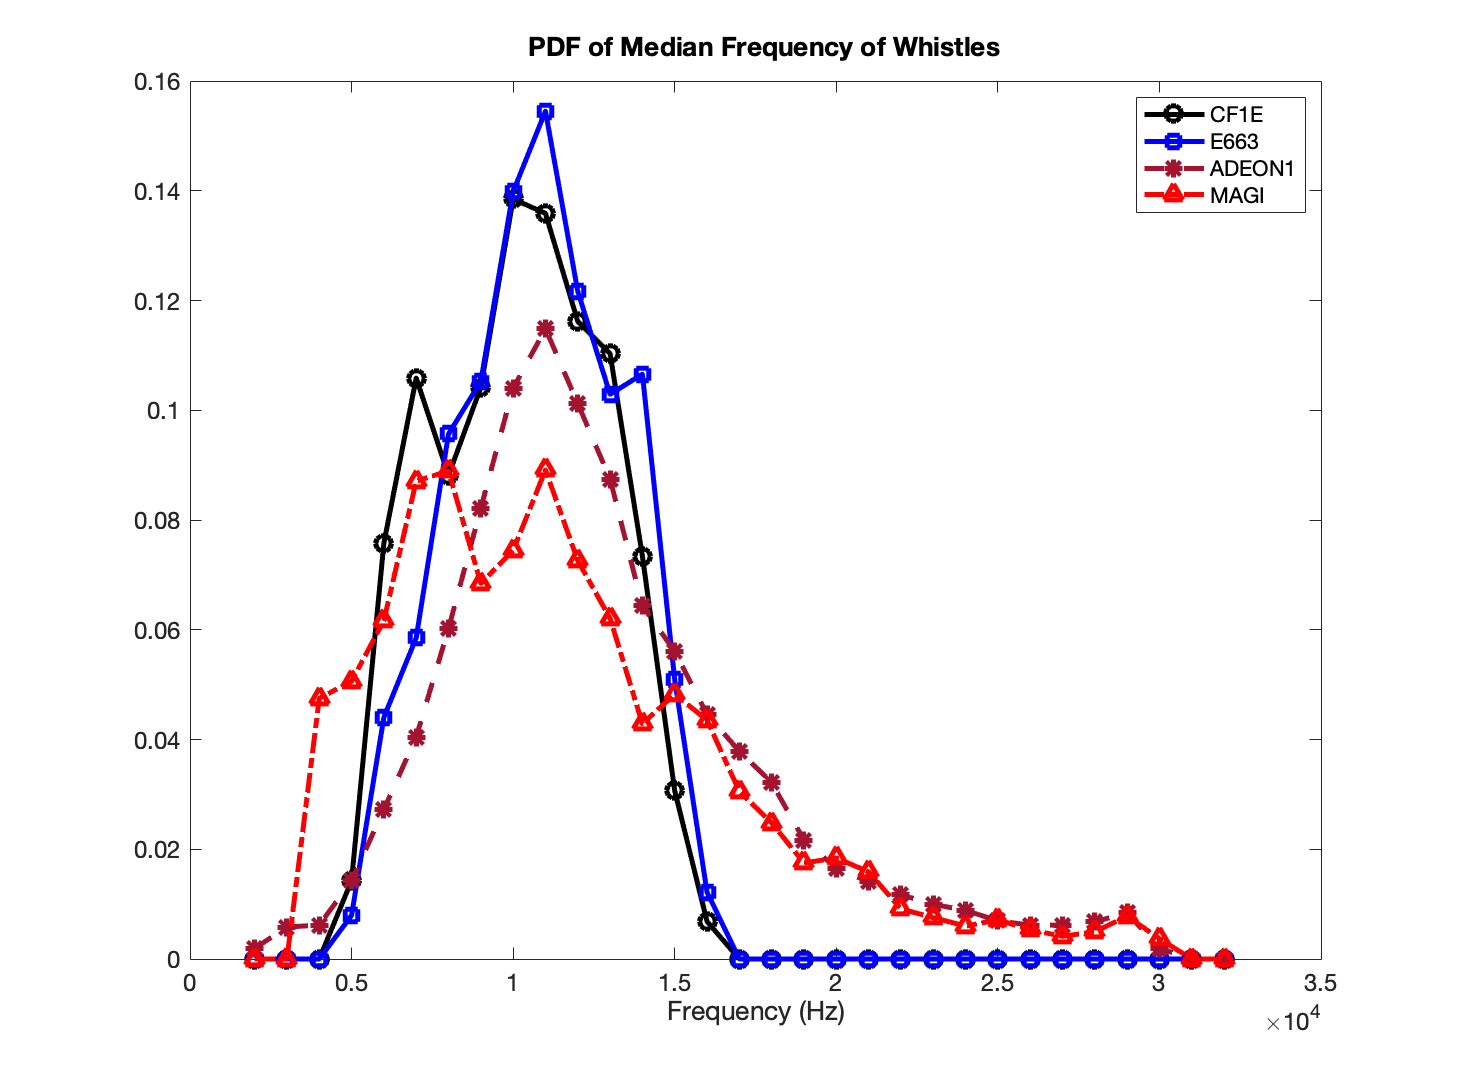 PDF of Median Frequency of Whistles
0.16
0.14
0.12
0.1
0.08
0.06
0.04
0.02
0
CF1E
E663
ADEON1
MAGI
0 0.5 1 1.5 2 2.5 3 3.5
Frequency (Hz)
×10⁴